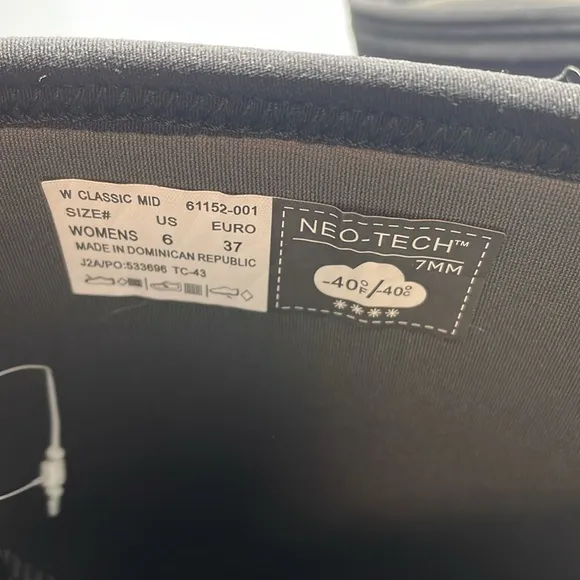 W CLASSIC MID 61152-001
SIZE# US EURO
WOMENS 6 37
MADE IN DOMINICAN REPUBLIC
J2A/PO:533696 TC-43
NEO-TECH™
7MM
-40°F/-40°C